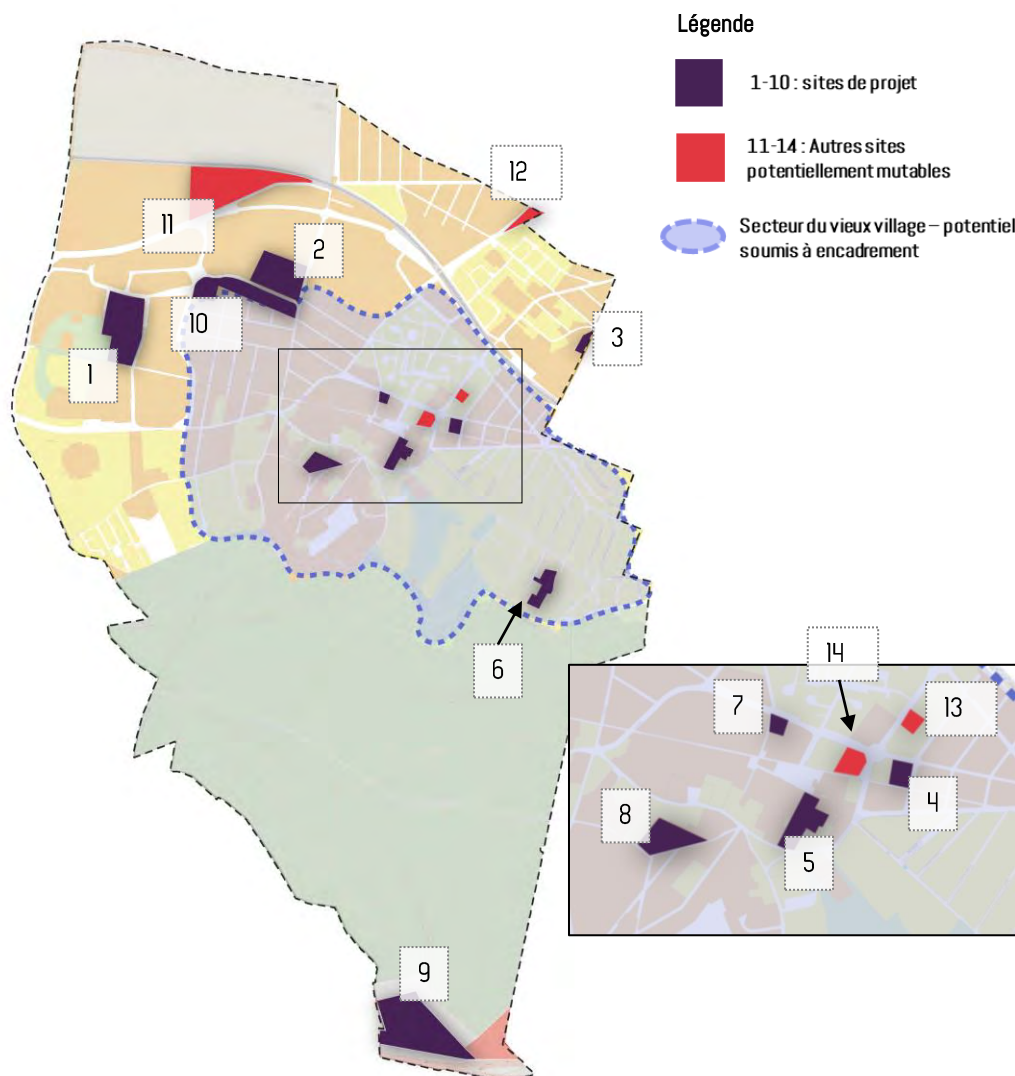 Légende
1-10 : sites de projet
11-14 : Autres sites
potentiellement mutables
Secteur du vieux village – potentiel
soumis à encadrement
12
11
2
10
3
1
6
14
7
13
4
8
5
9